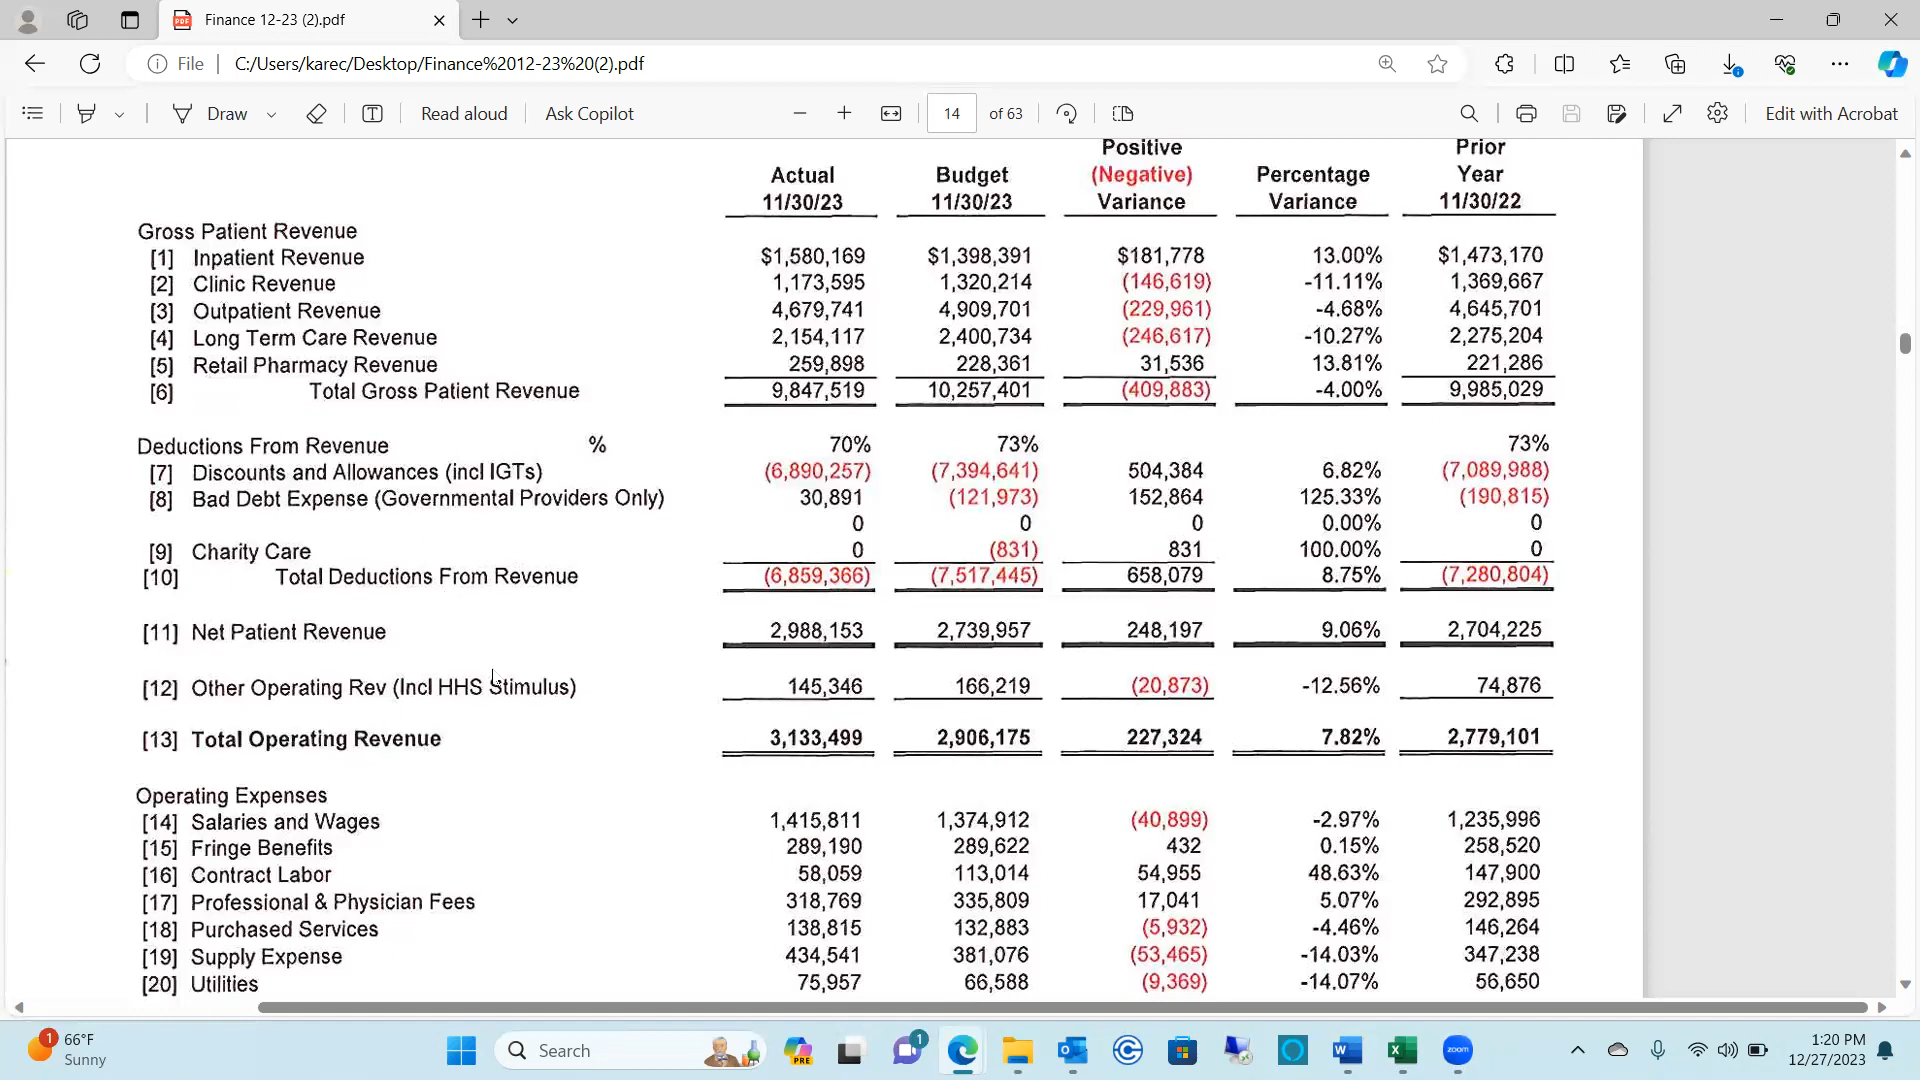 Finance 12-23 (2).pdf
File C:/Users/karec/Desktop/Finance%2012-23%20(2).pdf
Draw Read aloud Ask Copilot 14 of 63 Edit with Acrobat
Positive Prior
Actual Budget (Negative) Percentage Year
11/30/23 11/30/23 Variance Variance 11/30/22
Gross Patient Revenue
[1] Inpatient Revenue $1,580,169 $1,398,391 $181,778 13.00% $1,473,170
[2] Clinic Revenue 1,173,595 1,320,214 (146,619) -11.11% 1,369,667
[3] Outpatient Revenue 4,679,741 4,909,701 (229,961) -4.68% 4,645,701
[4] Long Term Care Revenue 2,154,117 2,400,734 (246,617) -10.27% 2,275,204
[5] Retail Pharmacy Revenue 259,898 228,361 31,536 13.81% 221,286
[6] Total Gross Patient Revenue 9,847,519 10,257,401 (409,883) -4.00% 9,985,029
Deductions From Revenue % 70% 73% 73%
[7] Discounts and Allowances (incl IGTs) (6,890,257) (7,394,641) 504,384 6.82% (7,089,988)
[8] Bad Debt Expense (Governmental Providers Only) 30,891 (121,973) 152,864 125.33% (190,815)
0 0 0 0.00% 0
[9] Charity Care 0 (831) 831 100.00% 0
[10] Total Deductions From Revenue (6,859,366) (7,517,445) 658,079 8.75% (7,280,804)
[11] Net Patient Revenue 2,988,153 2,739,957 248,197 9.06% 2,704,225
[12] Other Operating Rev (Incl HHS Stimulus) 145,346 166,219 (20,873) -12.56% 74,876
[13] Total Operating Revenue 3,133,499 2,906,175 227,324 7.82% 2,779,101
Operating Expenses
[14] Salaries and Wages 1,415,811 1,374,912 (40,899) -2.97% 1,235,996
[15] Fringe Benefits 289,190 289,622 432 0.15% 258,520
[16] Contract Labor 58,059 113,014 54,955 48.63% 147,900
[17] Professional & Physician Fees 318,769 335,809 17,041 5.07% 292,895
[18] Purchased Services 138,815 132,883 (5,932) -4.46% 146,264
[19] Supply Expense 434,541 381,076 (53,465) -14.03% 347,238
[20] Utilities 75,957 66,588 (9,369) -14.07% 56,650
1 66°F
Sunny
Search
PRE
1
zoom
1:20 PM
12/27/2023